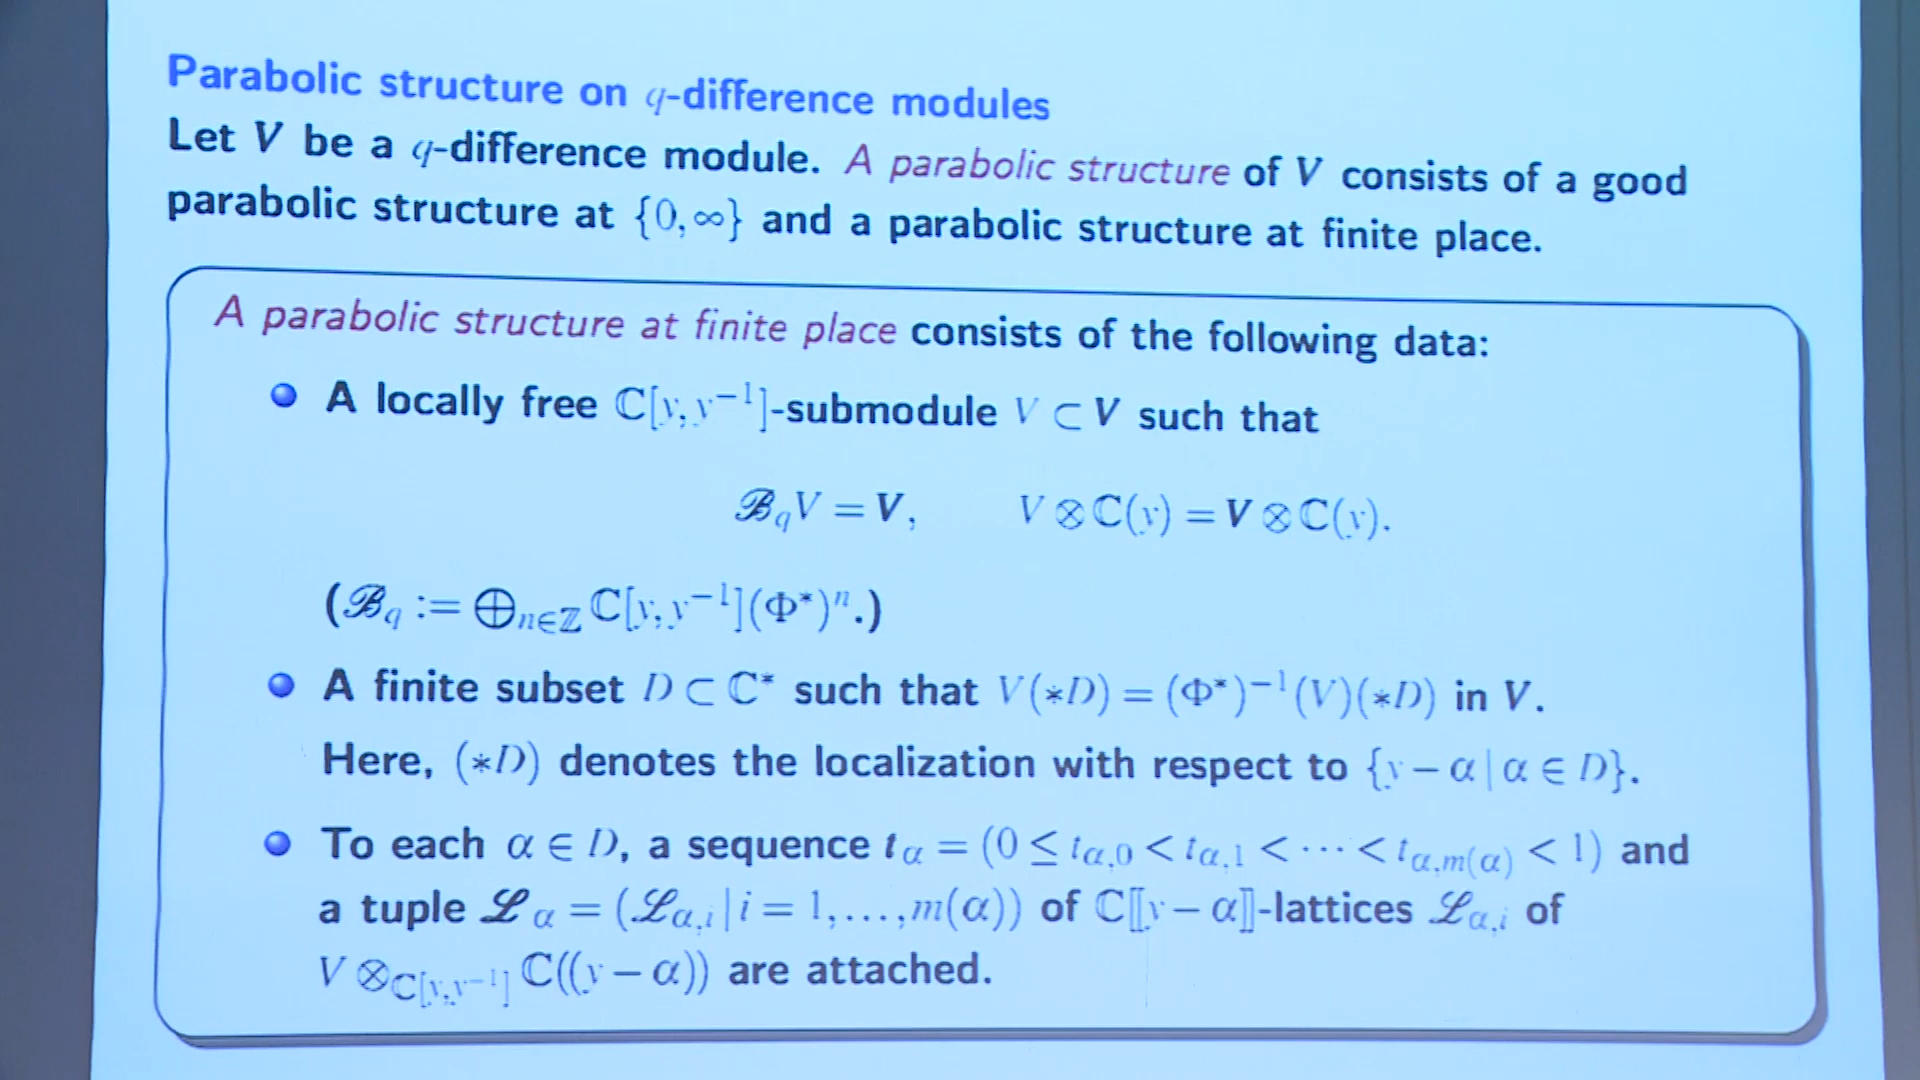 Parabolic structure on q-difference modules
Let V be a q-difference module. A parabolic structure of V consists of a good
parabolic structure at {0, ∞} and a parabolic structure at finite place.
A parabolic structure at finite place consists of the following data:
A locally free ℂ[y, y⁻¹]-submodule V ⊂ V such that
ℬ_q V = V, V ⊗ ℂ(y) = V ⊗ ℂ(y).
(ℬ_q := ⊕_{n∈ℤ} ℂ[y, y⁻¹](Φ*)ⁿ.)
A finite subset D ⊂ ℂ* such that V(*D) = (Φ*)⁻¹(V)(*D) in V.
Here, (*D) denotes the localization with respect to {y − α | α ∈ D}.
To each α ∈ D, a sequence t_α = (0 ≤ t_{α,0} < t_{α,1} < ··· < t_{α,m(α)} < 1) and
a tuple ℒ_α = (ℒ_{α,i} | i = 1,...,m(α)) of ℂ⟦y − α⟧-lattices ℒ_{α,i} of
V ⊗_{ℂ[y,y⁻¹]} ℂ((y − α)) are attached.